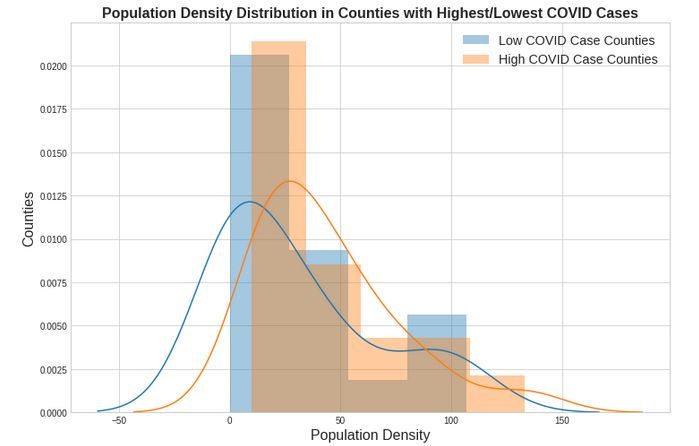 Population Density Distribution in Counties with Highest/Lowest COVID Cases
Low COVID Case Counties
High COVID Case Counties
0.0200
0.0175
0.0150
0.0125
0.0100
0.0075
0.0050
0.0025
0.0000
Counties
−50
0
50
100
150
Population Density